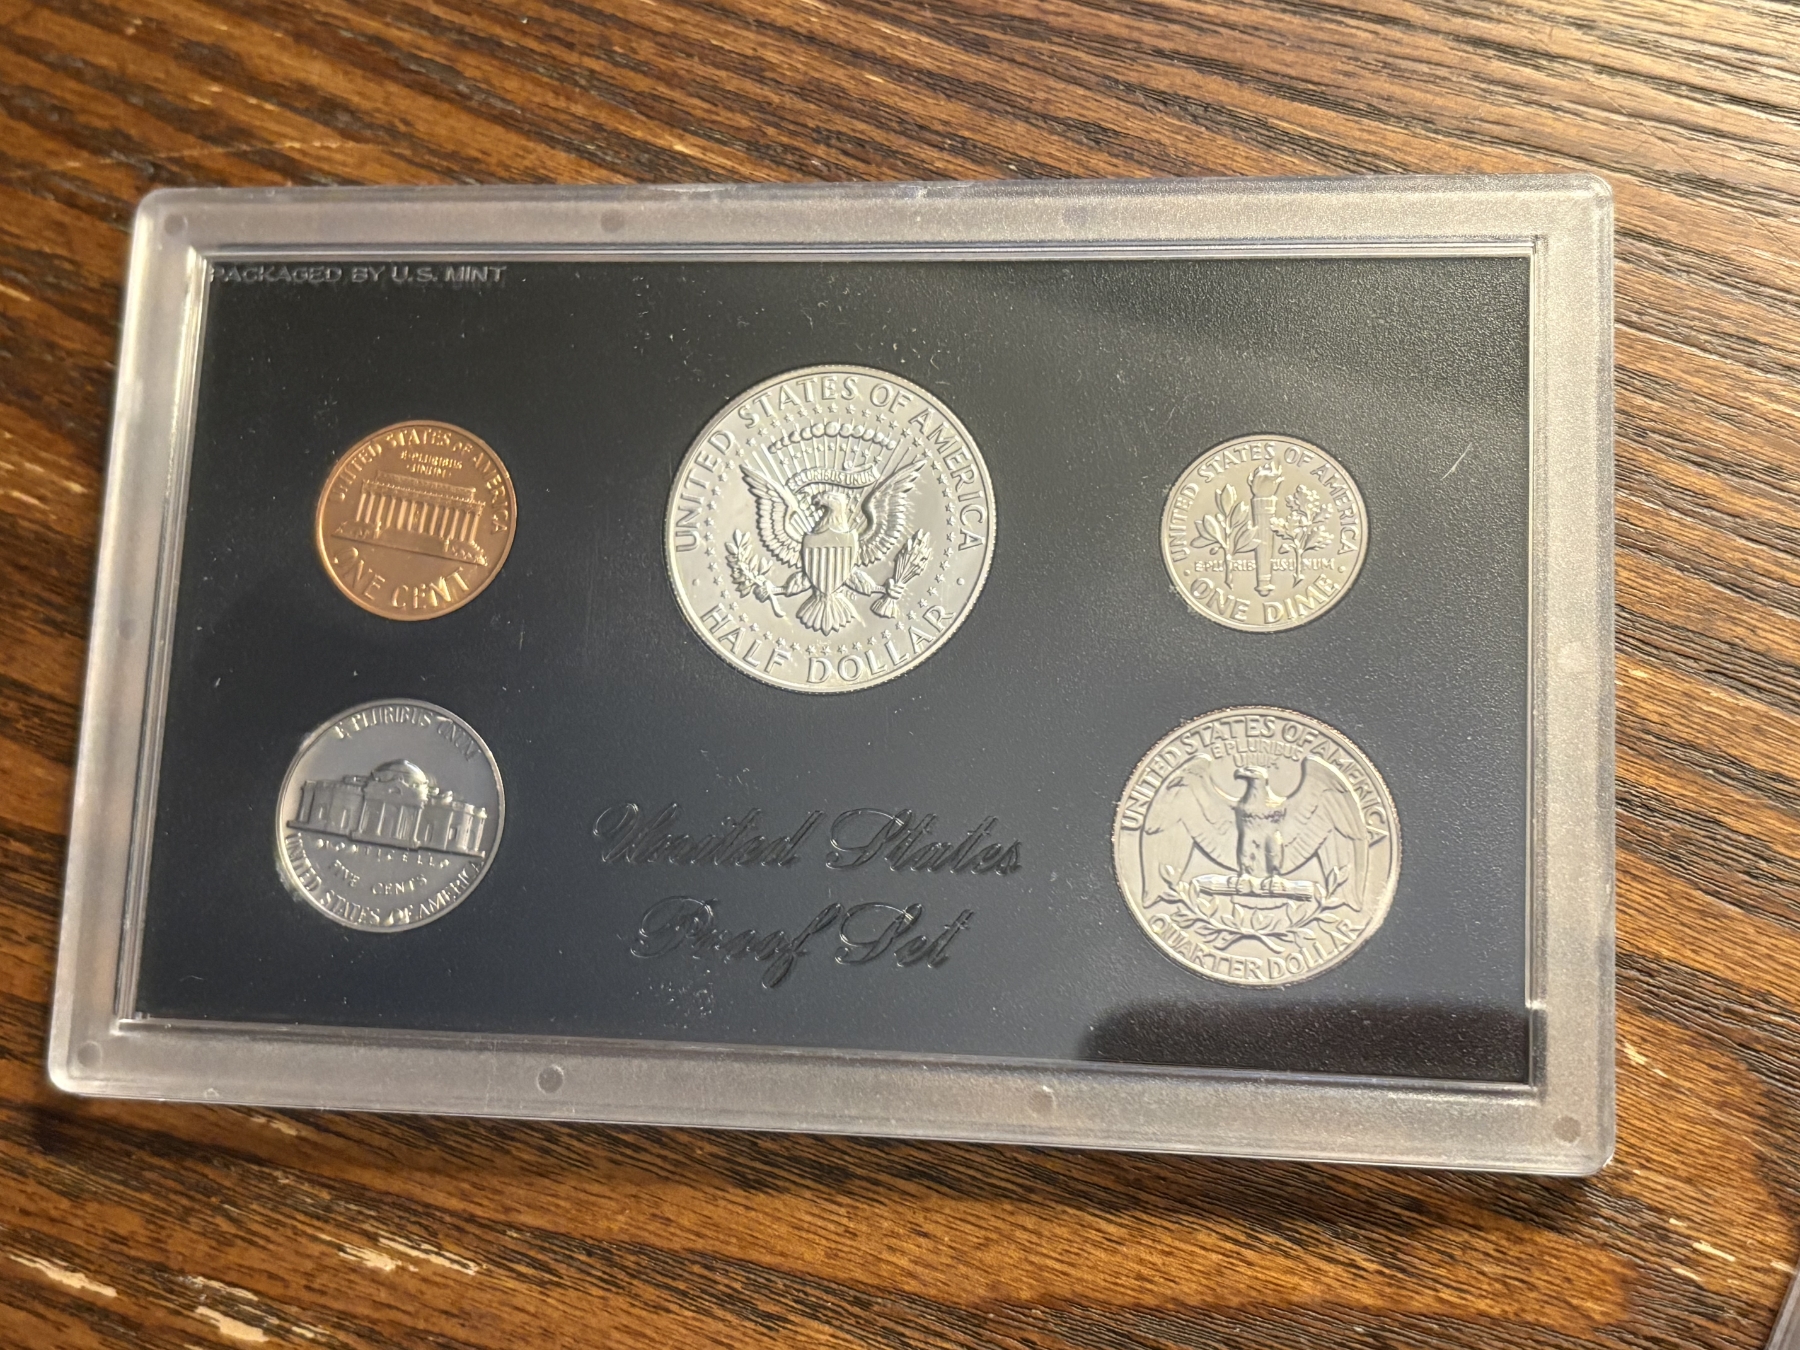 PACKAGED BY U.S. MINT
UNITED STATES OF AMERICA
E·PLURIBUS
·UNUM·
ONE CENT
UNITED STATES OF AMERICA
E PLURIBUS UNUM
HALF DOLLAR
UNITED STATES OF AMERICA
E PLURIBUS UNUM
ONE DIME
E PLURIBUS UNUM
MONTICELLO
FIVE CENTS
UNITED STATES OF AMERICA
United States
Proof Set
UNITED STATES OF AMERICA
E PLURIBUS
UNUM
QUARTER DOLLAR